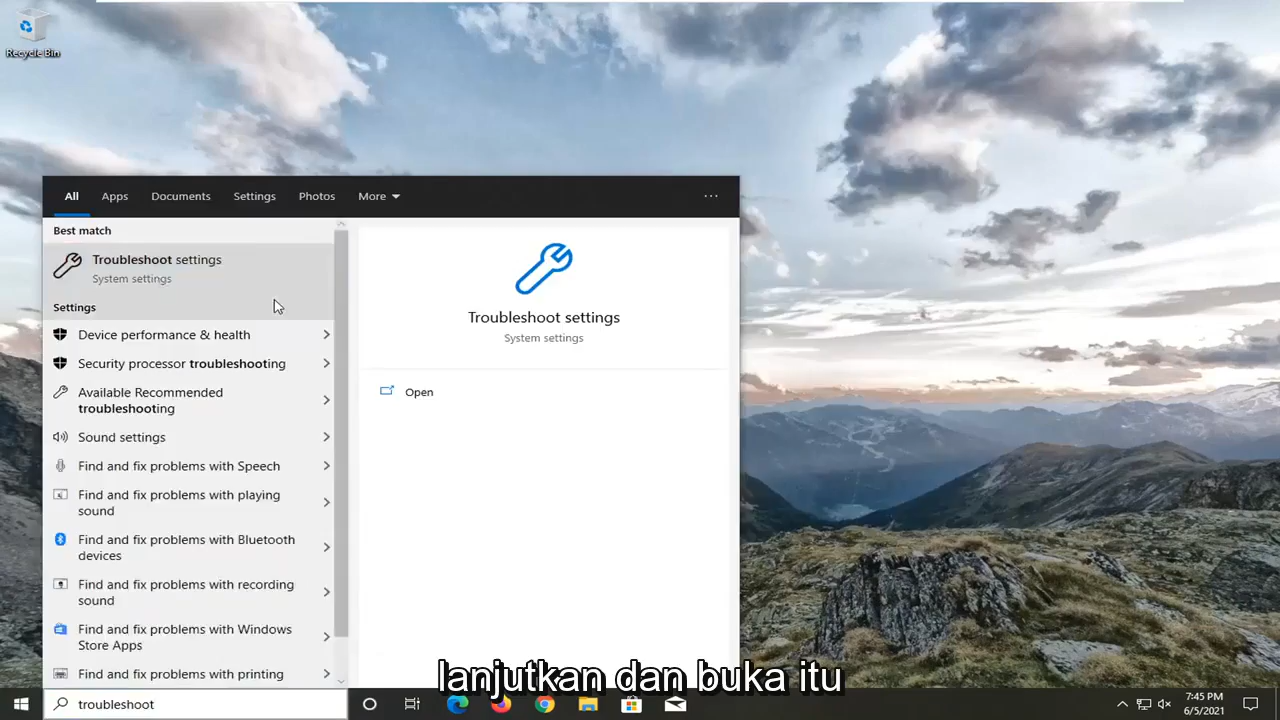 Recycle Bin
All
Apps
Documents
Settings
Photos
More
Best match
Troubleshoot settings
System settings
Settings
Device performance & health
Security processor troubleshooting
Available Recommended
troubleshooting
Sound settings
Find and fix problems with Speech
Find and fix problems with playing
sound
Find and fix problems with Bluetooth
devices
Find and fix problems with recording
sound
Find and fix problems with Windows
Store Apps
Find and fix problems with printing
Troubleshoot settings
System settings
Open
lanjutkan dan buka itu
troubleshoot
7:45 PM
6/5/2021